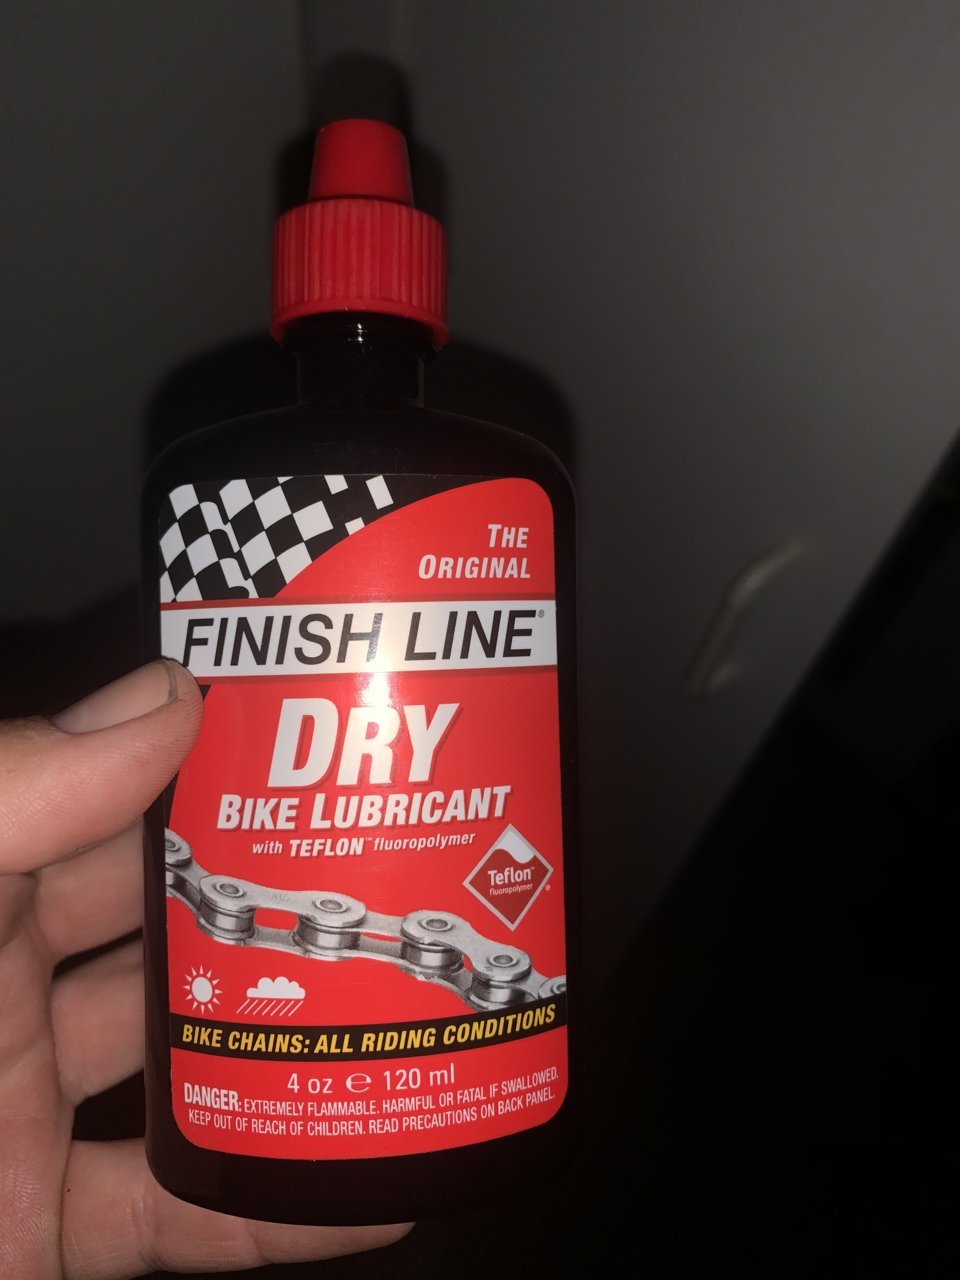 THE
ORIGINAL
FINISH LINE®
DRY
BIKE LUBRICANT
with TEFLON™ fluoropolymer
Teflon™
fluoropolymer
®
BIKE CHAINS: ALL RIDING CONDITIONS
4 oz ℮ 120 ml
DANGER: EXTREMELY FLAMMABLE. HARMFUL OR FATAL IF SWALLOWED.
KEEP OUT OF REACH OF CHILDREN. READ PRECAUTIONS ON BACK PANEL.